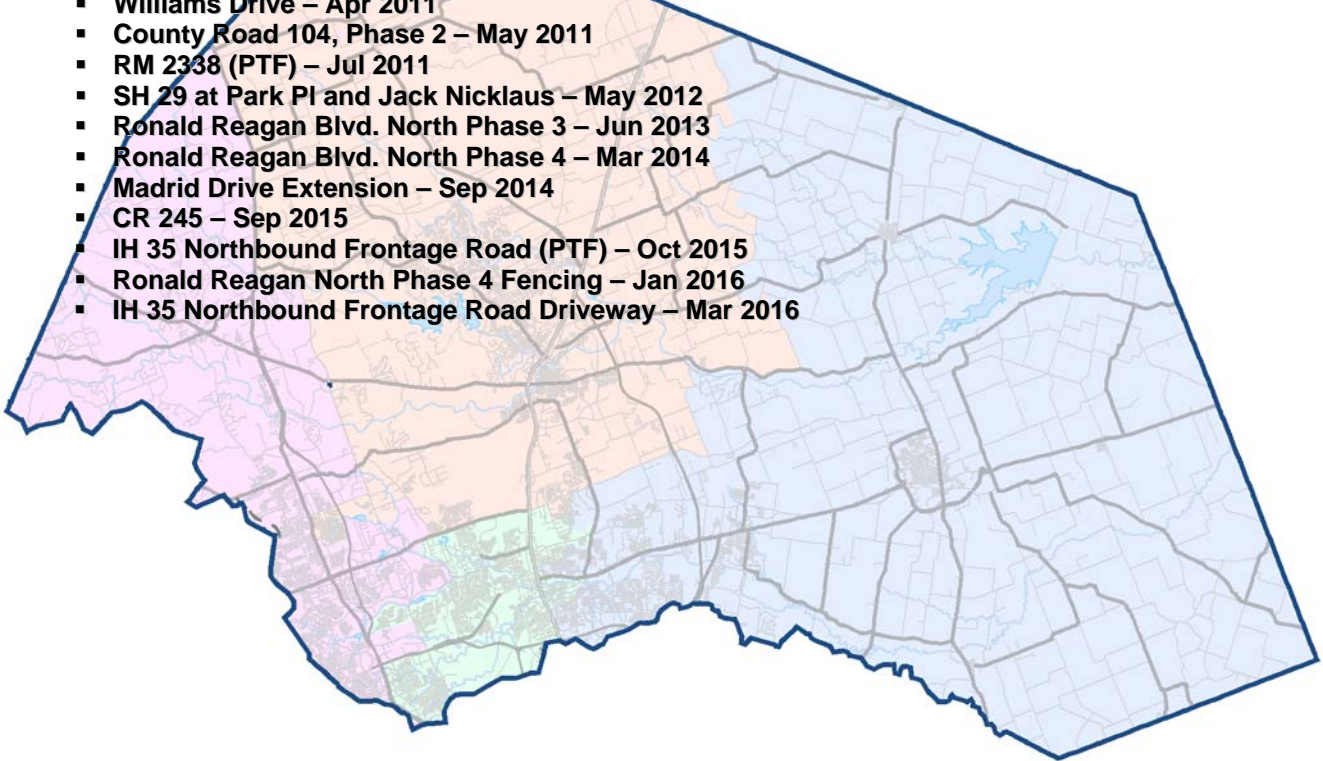 ▪ Williams Drive – Apr 2011
▪ County Road 104, Phase 2 – May 2011
▪ RM 2338 (PTF) – Jul 2011
▪ SH 29 at Park Pl and Jack Nicklaus – May 2012
▪ Ronald Reagan Blvd. North Phase 3 – Jun 2013
▪ Ronald Reagan Blvd. North Phase 4 – Mar 2014
▪ Madrid Drive Extension – Sep 2014
▪ CR 245 – Sep 2015
▪ IH 35 Northbound Frontage Road (PTF) – Oct 2015
▪ Ronald Reagan North Phase 4 Fencing – Jan 2016
▪ IH 35 Northbound Frontage Road Driveway – Mar 2016